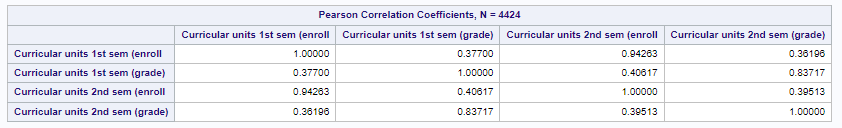 Pearson Correlation Coefficients, N = 4424
Curricular units 1st sem (enroll Curricular units 1st sem (grade) Curricular units 2nd sem (enroll Curricular units 2nd sem (grade)
Curricular units 1st sem (enroll 1.00000 0.37700 0.94263 0.36196
Curricular units 1st sem (grade) 0.37700 1.00000 0.40617 0.83717
Curricular units 2nd sem (enroll 0.94263 0.40617 1.00000 0.39513
Curricular units 2nd sem (grade) 0.36196 0.83717 0.39513 1.00000